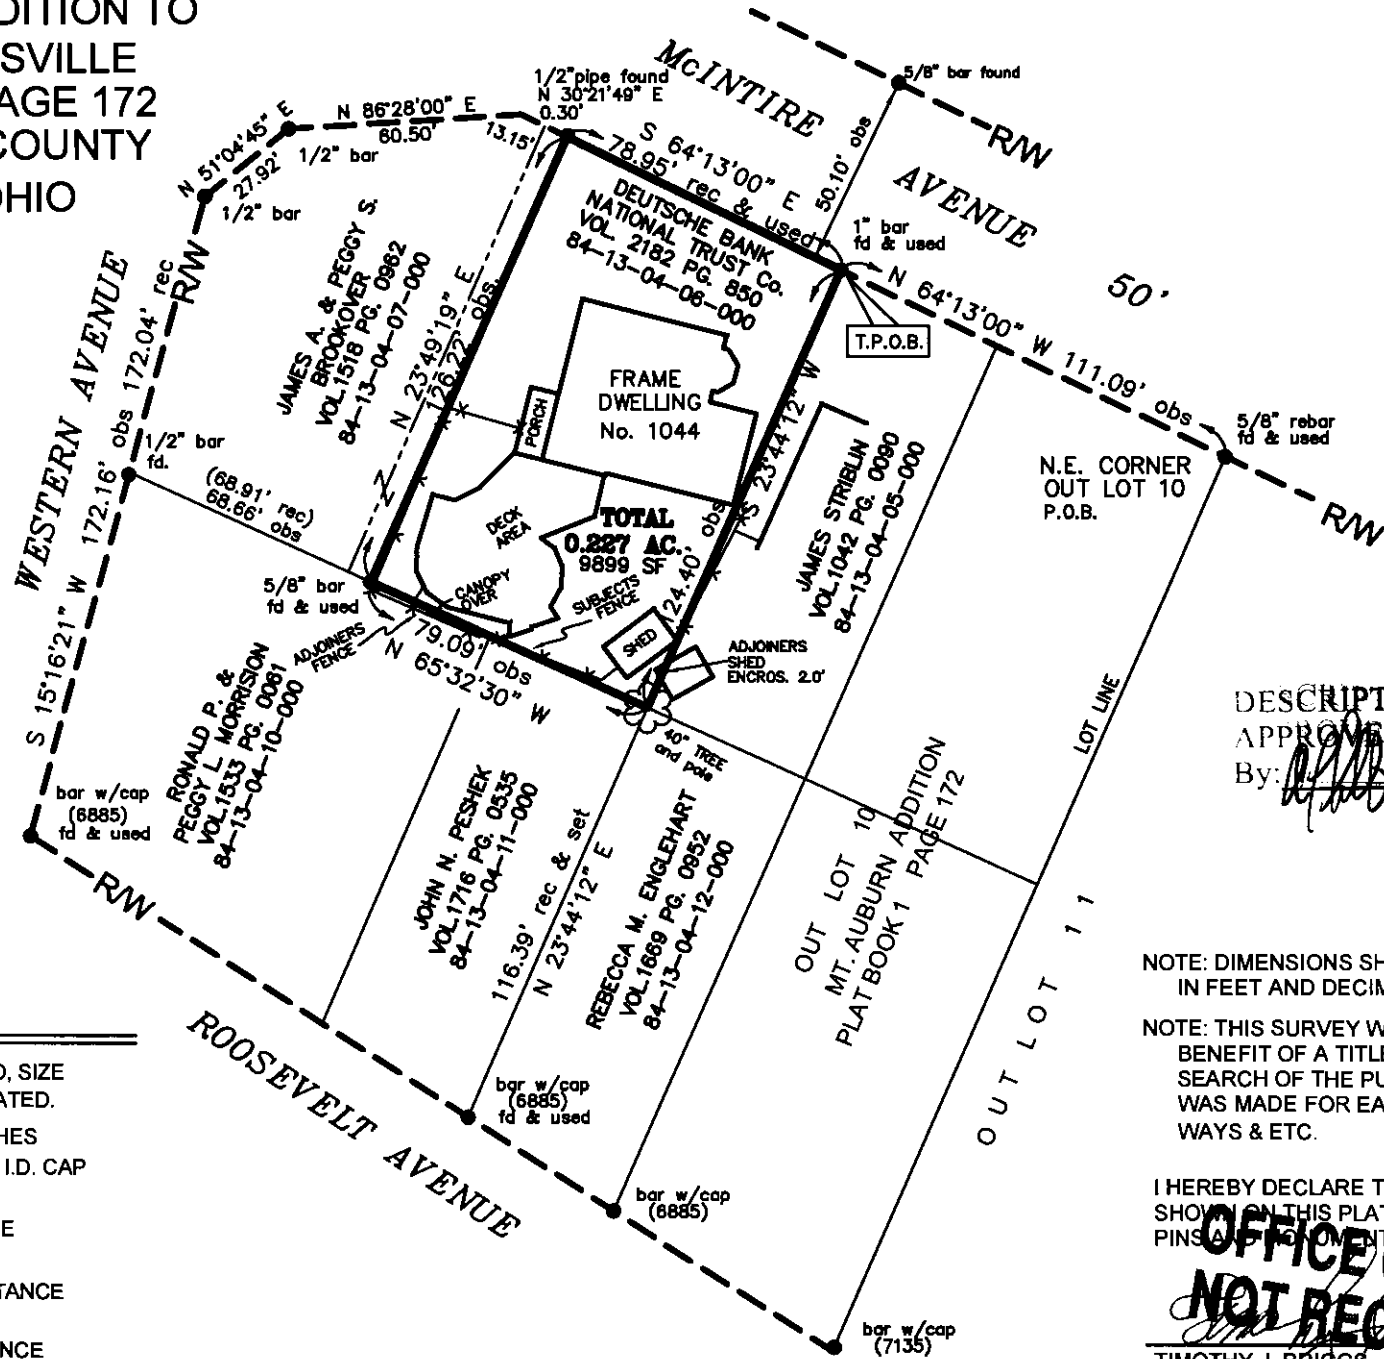 DITION TO
SVILLE
AGE 172
COUNTY
OHIO
McINTIRE
AVENUE
50'
5/8" bar found
R/W
50.10' obs
1/2" pipe found
N 30°21'49" E
0.30'
13.15'
N 86°28'00" E
60.50'
1/2" bar
N 51°04'45" E
27.92'
1/2" bar
R/W
WESTERN AVENUE
S 15°16'21" W 172.16' obs 172.04' rec
1/2" bar
fd.
(68.91' rec)
68.66' obs
JAMES A. & PEGGY S.
BROOKOVER
VOL.1518 PG. 0962
84-13-04-07-000
N 23°49'19" E
126.22' obs.
S 64°13'00" E
78.95' rec & used
DEUTSCHE BANK
NATIONAL TRUST Co.
VOL. 2182 PG. 850
84-13-04-06-000
1" bar
fd & used
T.P.O.B.
N 64°13'00" W 111.09' obs
5/8" rebar
fd & used
N.E. CORNER
OUT LOT 10
P.O.B.
R/W
FRAME
DWELLING
No. 1044
PORCH
DECK
AREA
TOTAL
0.227 AC.
9899 SF
CANOPY
OVER
SUBJECTS
FENCE
SHED
S 23°44'12" W
124.40' obs
JAMES STRIBLIN
VOL.1042 PG. 0090
84-13-04-05-000
5/8" bar
fd & used
ADJOINERS
FENCE
79.09' obs
N 65°32'30" W
ADJOINERS
SHED
ENCROS. 2.0'
40" TREE
and pole
RONALD P. &
PEGGY L. MORRISION
VOL.1533 PG. 0061
84-13-04-10-000
bar w/cap
(6885)
fd & used
R/W
JOHN N. PESHEK
VOL.1716 PG. 0535
84-13-04-11-000
116.39' rec & set
N 23°44'12" E
REBECCA M. ENGLEHART
VOL.1669 PG. 0952
84-13-04-12-000
OUT LOT 10
MT. AUBURN ADDITION
PLAT BOOK 1 PAGE 172
LOT LINE
OUT LOT 11
ROOSEVELT AVENUE
bar w/cap
(6885)
fd & used
bar w/cap
(6885)
bar w/cap
(7135)
DESCRIPT
APPROVE
By:
NOTE: DIMENSIONS SH
IN FEET AND DECIM
NOTE: THIS SURVEY W
BENEFIT OF A TITLE
SEARCH OF THE PU
WAS MADE FOR EA
WAYS & ETC.
I HEREBY DECLARE T
SHOWN ON THIS PLAT
PINS AND MONUMENT
OFFICE
NOT REC
TIMOTHY J. BRIGGS
D, SIZE
ATED.
HES
I.D. CAP
E
TANCE
NCE